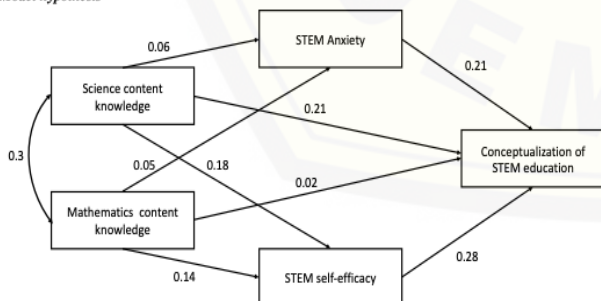 hypothesis
0.06
STEM Anxiety
0.21
Science content
knowledge
0.21
0.3
0.05
0.18
Conceptualization of
STEM education
0.02
Mathematics content
knowledge
0.14
STEM self-efficacy
0.28